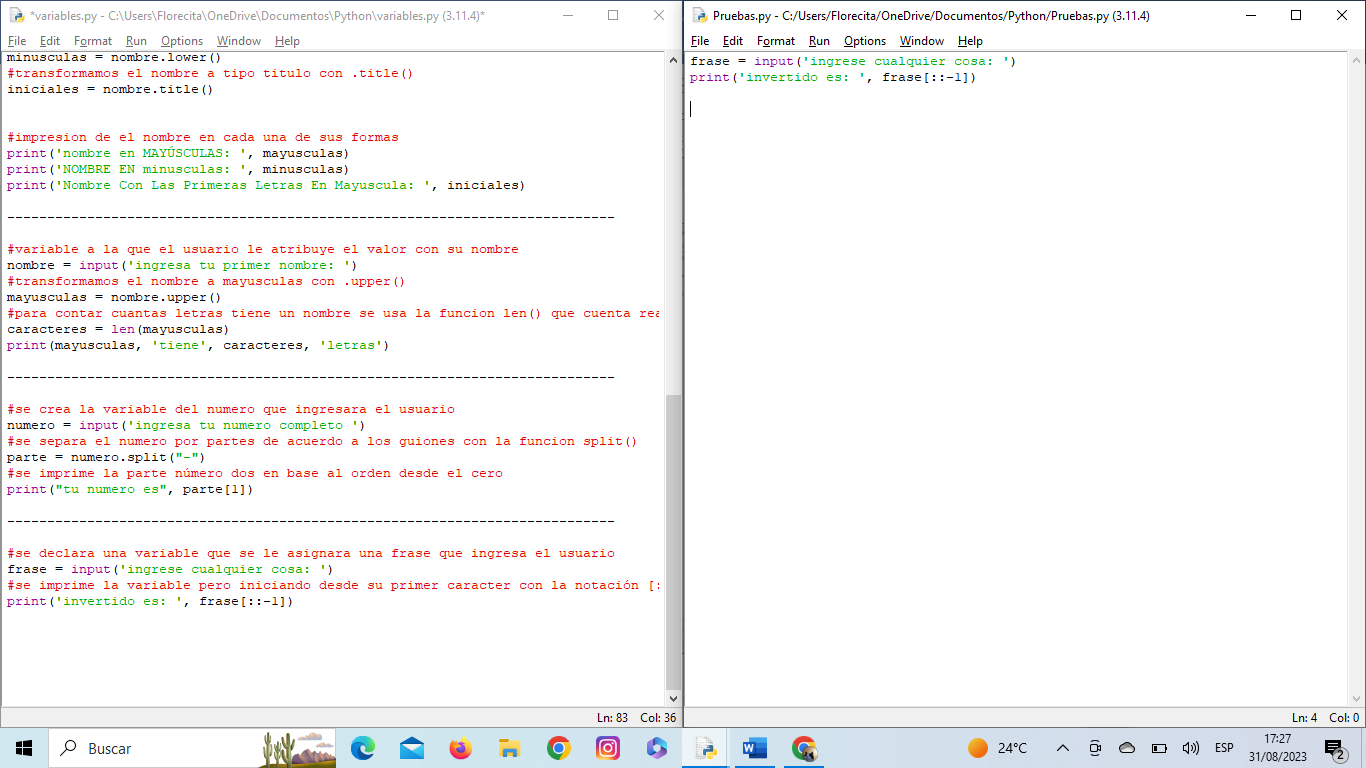 *variables.py - C:\Users\Florecita\OneDrive\Documentos\Python\variables.py (3.11.4)*
File Edit Format Run Options Window Help
minusculas = nombre.lower()
#transformamos el nombre a tipo titulo con .title()
iniciales = nombre.title()
#impresion de el nombre en cada una de sus formas
print('nombre en MAYÚSCULAS: ', mayusculas)
print('NOMBRE EN minusculas: ', minusculas)
print('Nombre Con Las Primeras Letras En Mayuscula: ', iniciales)
----------------------------------------------------------------------------
#variable a la que el usuario le atribuye el valor con su nombre
nombre = input('ingresa tu primer nombre: ')
#transformamos el nombre a mayusculas con .upper()
mayusculas = nombre.upper()
#para contar cuantas letras tiene un nombre se usa la funcion len() que cuenta rea
caracteres = len(mayusculas)
print(mayusculas, 'tiene', caracteres, 'letras')
----------------------------------------------------------------------------
#se crea la variable del numero que ingresara el usuario
numero = input('ingresa tu numero completo ')
#se separa el numero por partes de acuerdo a los guiones con la funcion split()
parte = numero.split("-")
#se imprime la parte número dos en base al orden desde el cero
print("tu numero es", parte[1])
----------------------------------------------------------------------------
#se declara una variable que se le asignara una frase que ingresa el usuario
frase = input('ingrese cualquier cosa: ')
#se imprime la variable pero iniciando desde su primer caracter con la notación [:
print('invertido es: ', frase[::-1])
Ln: 83 Col: 36
Pruebas.py - C:/Users/Florecita/OneDrive/Documentos/Python/Pruebas.py (3.11.4)
File Edit Format Run Options Window Help
frase = input('ingrese cualquier cosa: ')
print('invertido es: ', frase[::-1])
Ln: 4 Col: 0
Buscar
24°C
ESP
17:27
31/08/2023
2